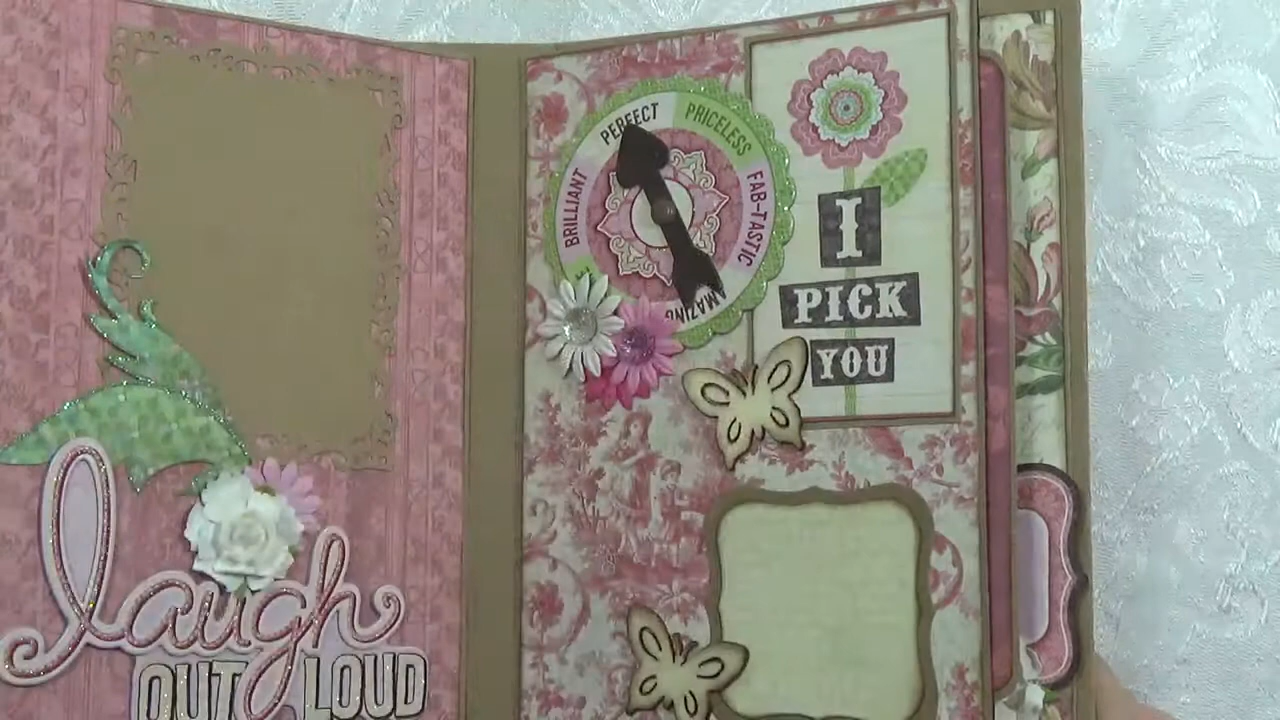 laugh
OUT LOUD
PERFECT
PRICELESS
FAB-TASTIC
AMAZING
BRILLIANT
I
PICK
YOU